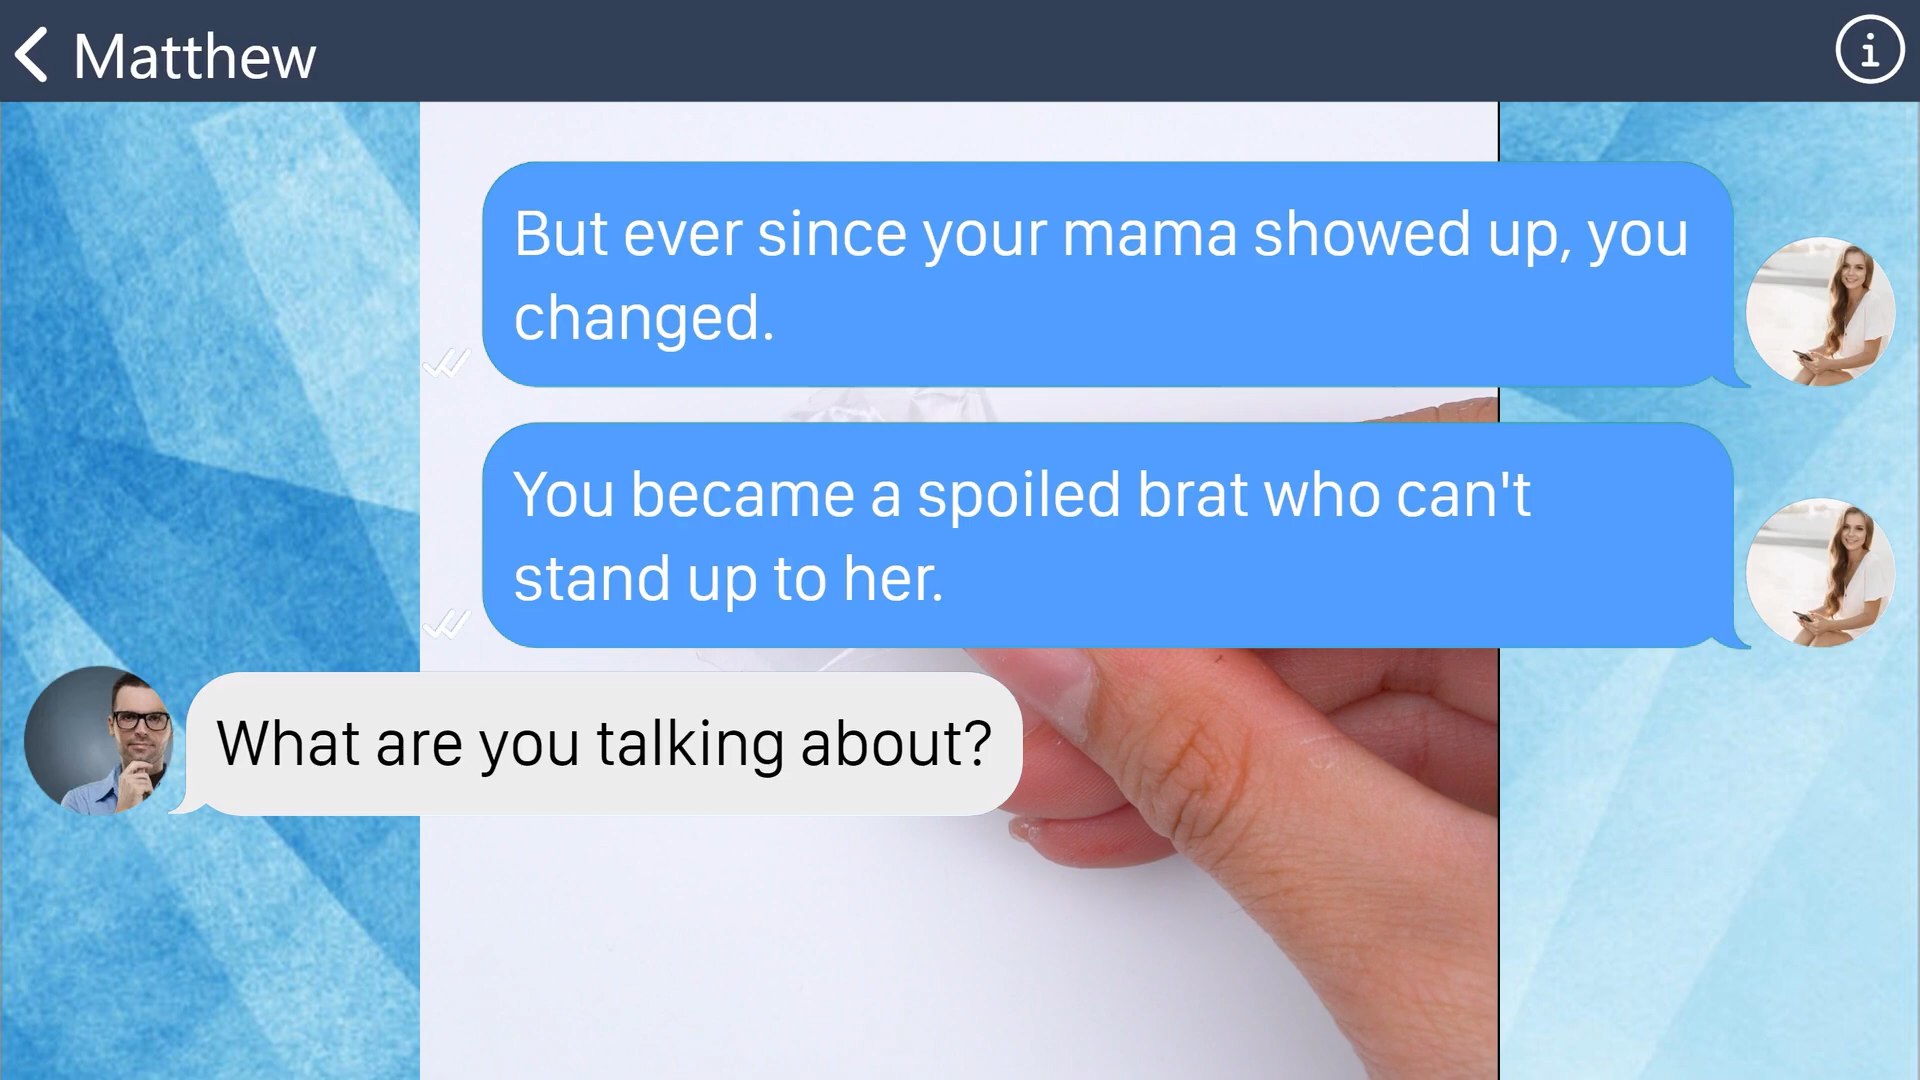 Matthew
But ever since your mama showed up, you
changed.
You became a spoiled brat who can't
stand up to her.
What are you talking about?